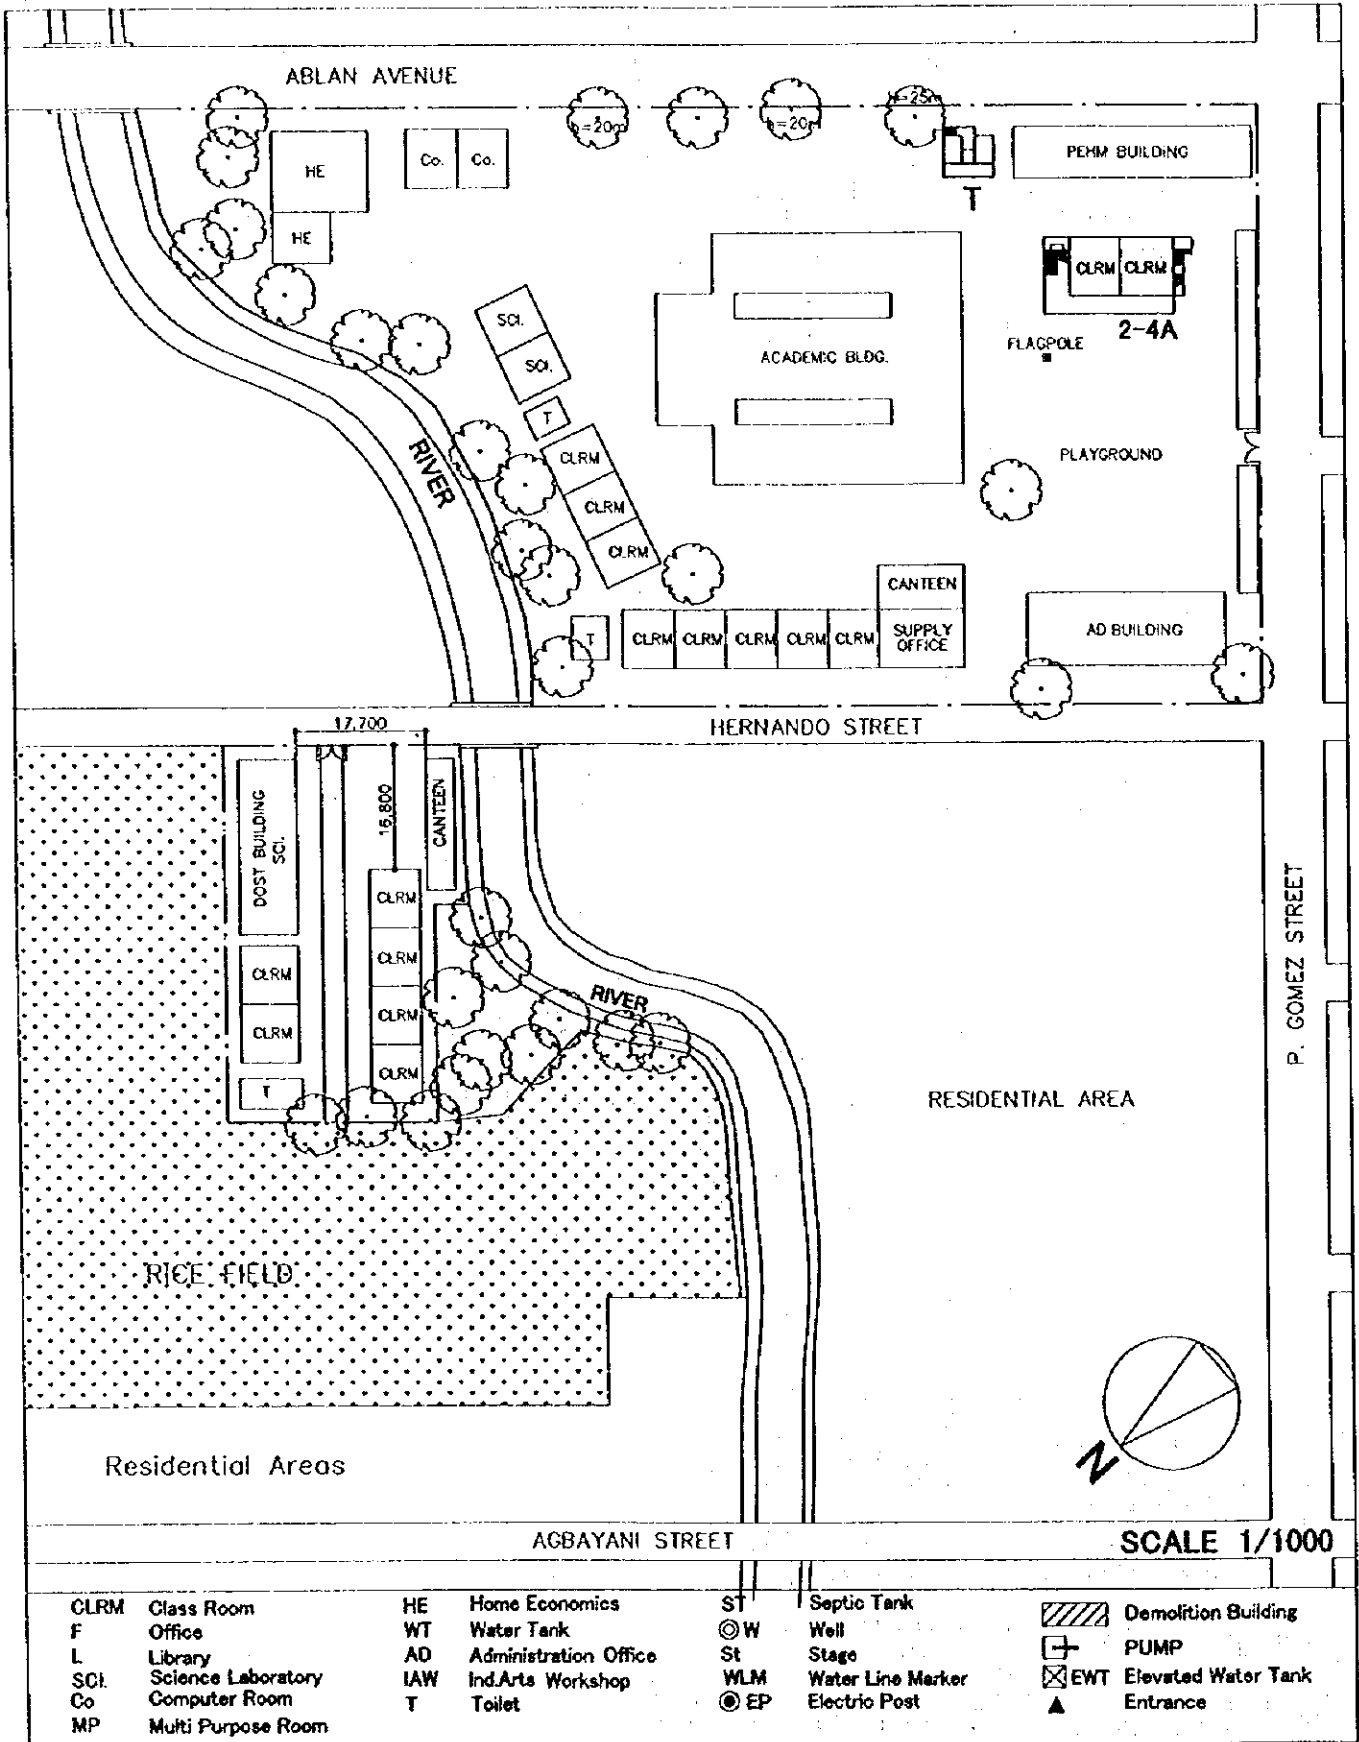 ABLAN AVENUE
=20m
=20m
=25m
HE
Co.
Co.
PEHM BUILDING
T
HE
CLRM
CLRM
SCI.
2-4A
FLAGPOLE
SCI.
ACADEMIC BLDG.
T
RIVER
CLRM
PLAYGROUND
CLRM
CLRM
CANTEEN
T
CLRM
CLRM
CLRM
CLRM
CLRM
SUPPLY
OFFICE
AD BUILDING
17,700
HERNANDO STREET
DOST BUILDING
SCI.
16,800
CANTEEN
CLRM
CLRM
CLRM
CLRM
CLRM
CLRM
T
RIVER
P. GOMEZ STREET
RESIDENTIAL AREA
RICE FIELD
Residential Areas
N
AGBAYANI STREET
SCALE 1/1000
CLRM Class Room
F Office
L Library
SCI. Science Laboratory
Co Computer Room
MP Multi Purpose Room
HE Home Economics
WT Water Tank
AD Administration Office
IAW Ind.Arts Workshop
T Toilet
ST Septic Tank
W Well
St Stage
WLM Water Line Marker
EP Electric Post
Demolition Building
PUMP
EWT Elevated Water Tank
Entrance